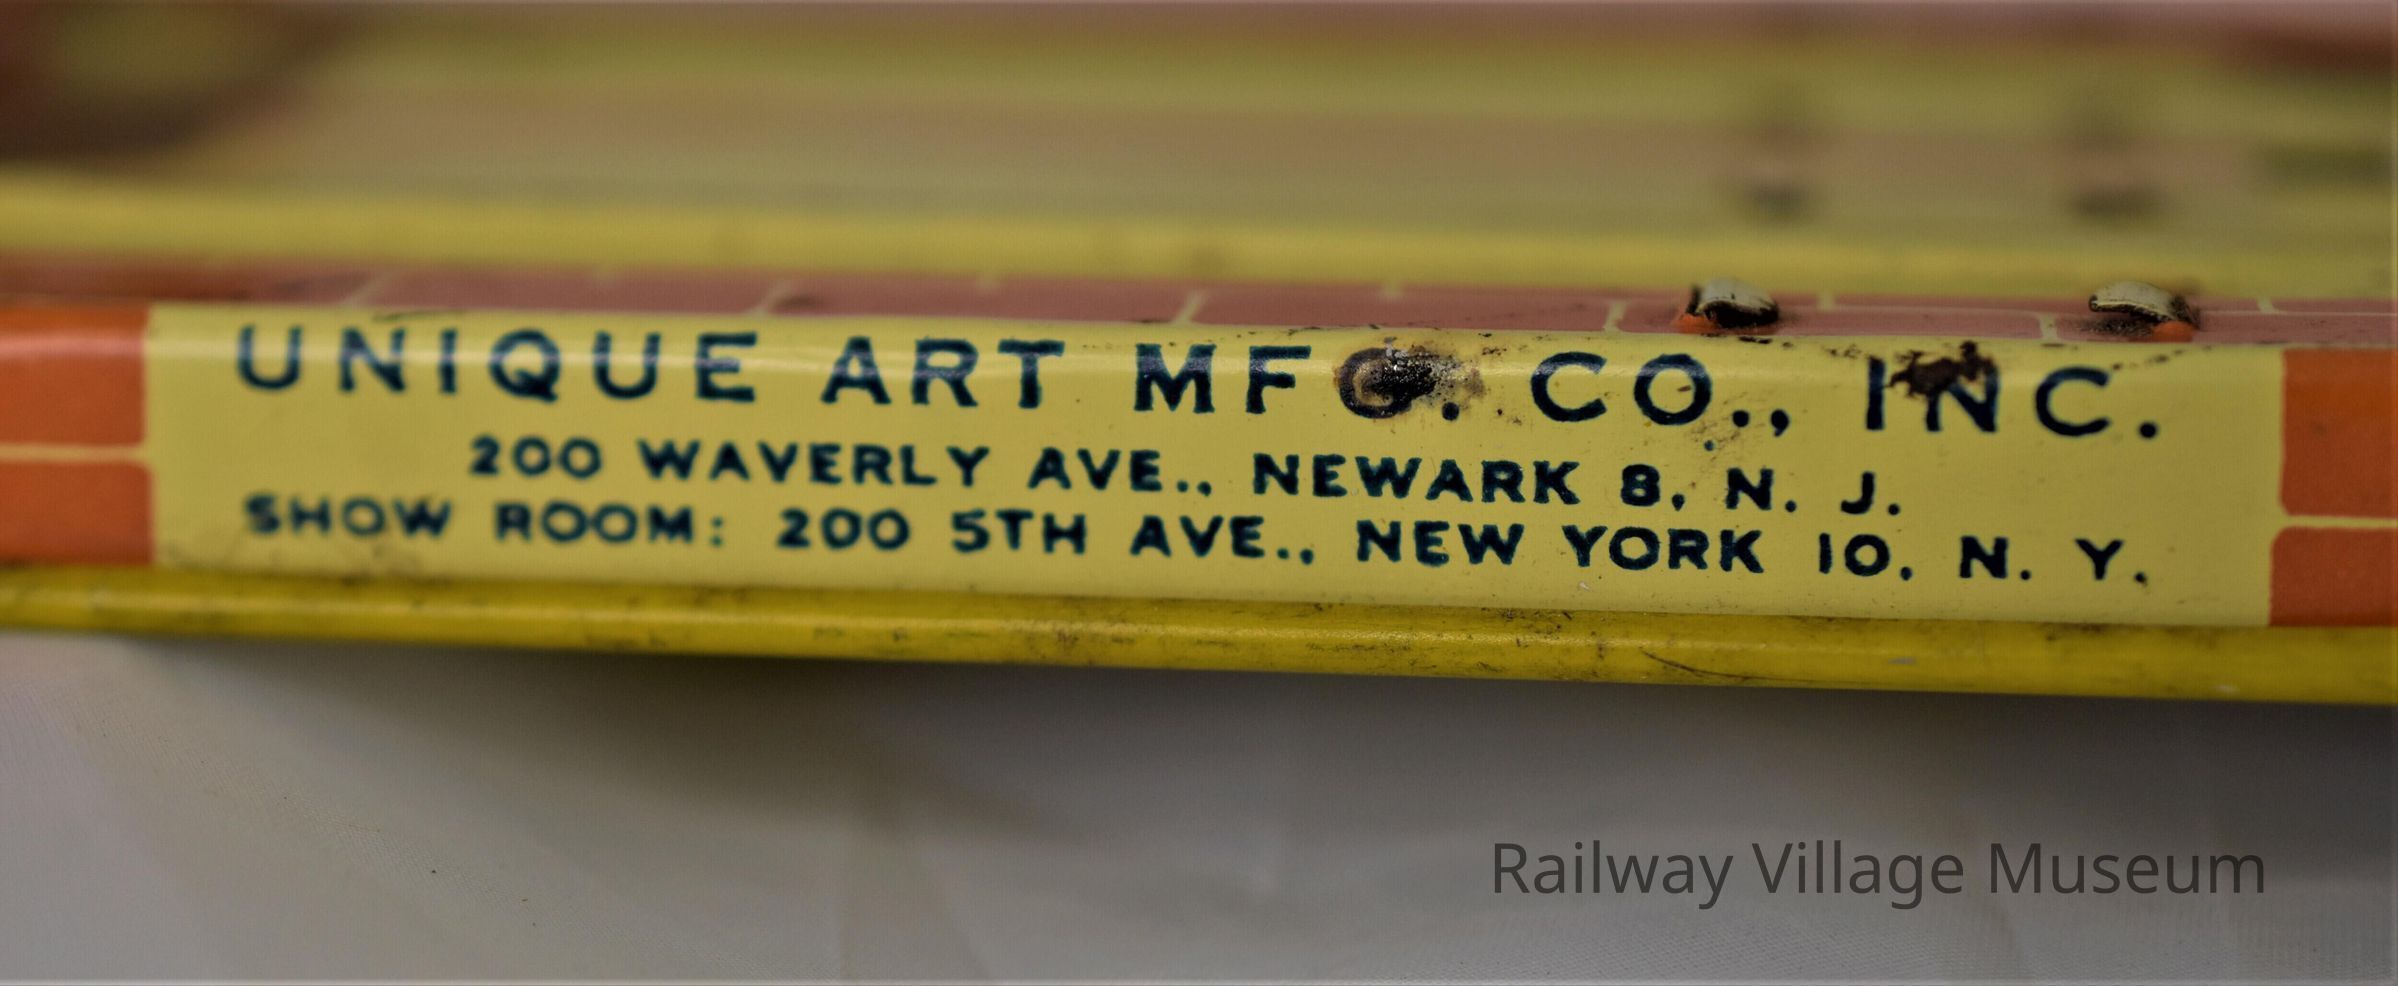 UNIQUE ART MFG. CO., INC.
200 WAVERLY AVE., NEWARK 8, N. J.
SHOW ROOM: 200 5TH AVE., NEW YORK 10, N. Y.
Railway Village Museum